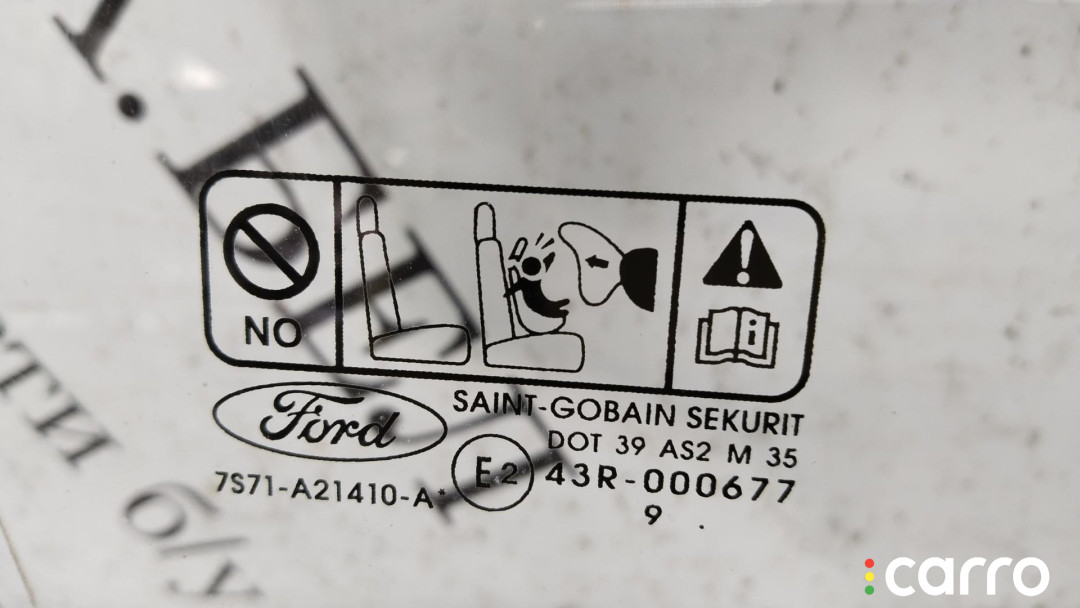 NO
i
Ford
SAINT-GOBAIN SEKURIT
DOT 39 AS2 M 35
7S71-A21410-A*
E2
43R-000677
9 .
б/у
carro